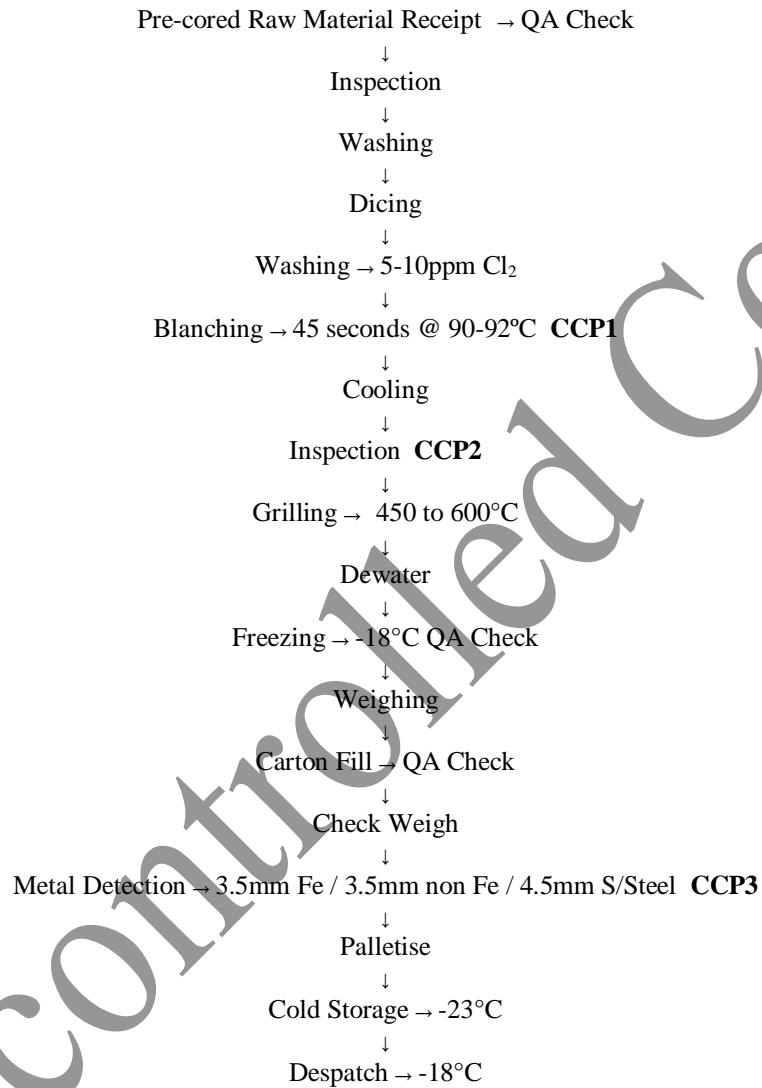 Pre-cored Raw Material Receipt → QA Check
↓
Inspection
↓
Washing
↓
Dicing
↓
Washing → 5-10ppm Cl₂
↓
Blanching → 45 seconds @ 90-92ºC CCP1
↓
Cooling
↓
Inspection CCP2
↓
Grilling → 450 to 600°C
↓
Dewater
↓
Freezing → -18°C QA Check
↓
Weighing
↓
Carton Fill → QA Check
↓
Check Weigh
↓
Metal Detection → 3.5mm Fe / 3.5mm non Fe / 4.5mm S/Steel CCP3
↓
Palletise
↓
Cold Storage → -23°C
↓
Despatch → -18°C
controlled Co